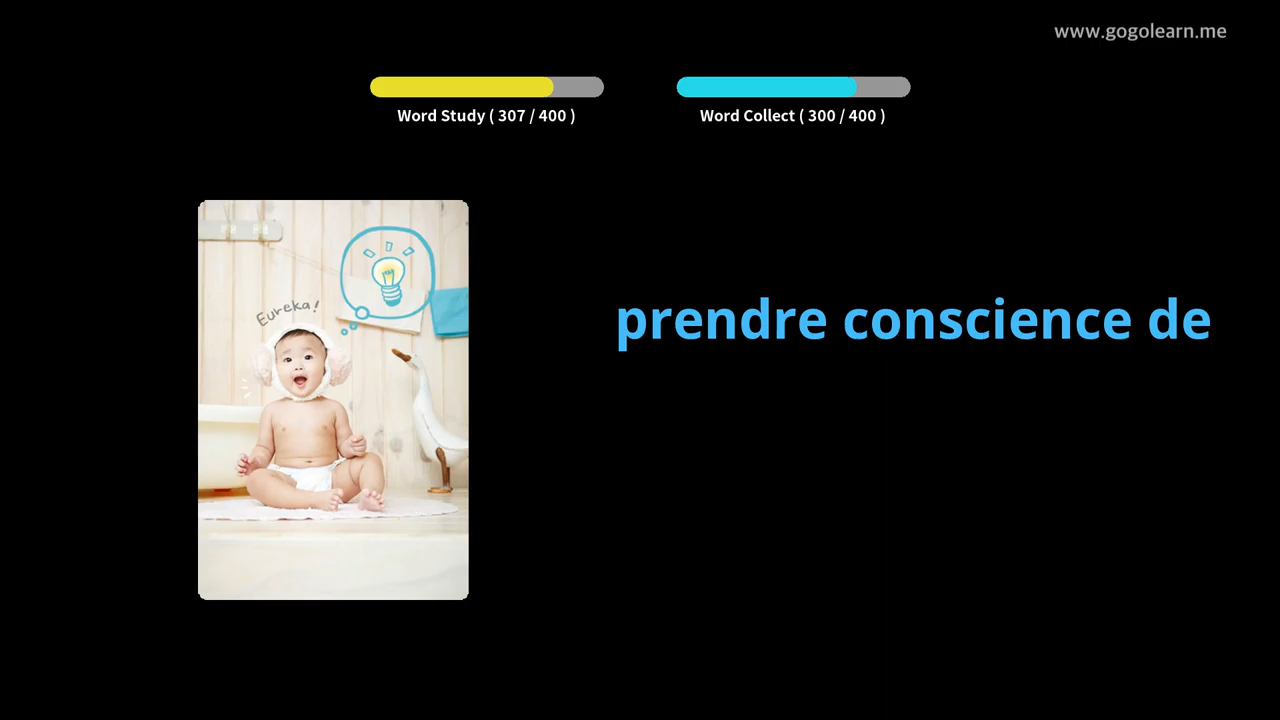 www.gogolearn.me
Word Study ( 307 / 400 )
Word Collect ( 300 / 400 )
Eureka!
prendre conscience de